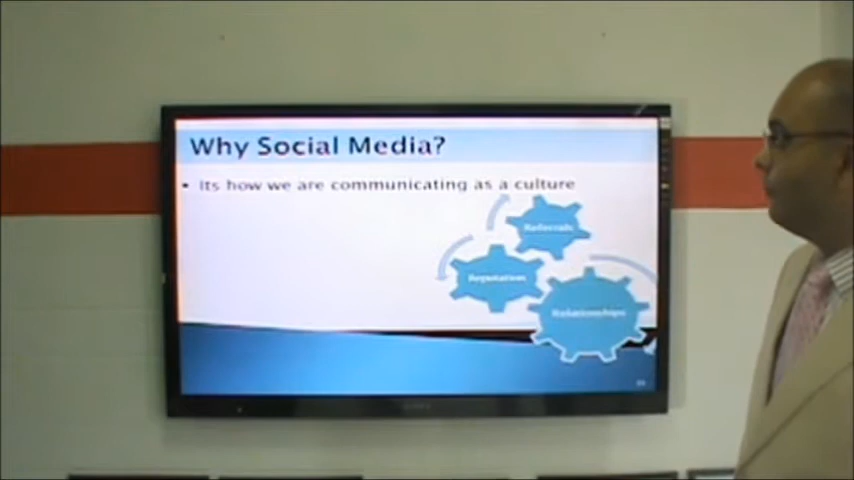 Why Social Media?
• Its how we are communicating as a culture
Referrals
Reputation
Relationships